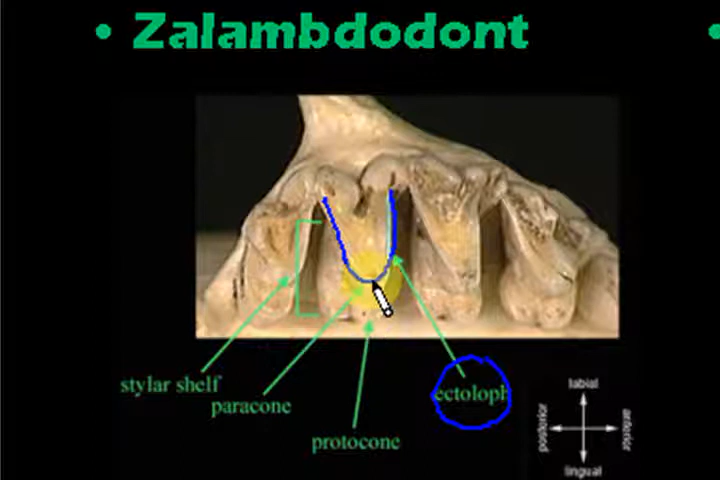 • Zalambdodont
stylar shelf
paracone
protocone
ectoloph
labial
posterior
anterior
lingual